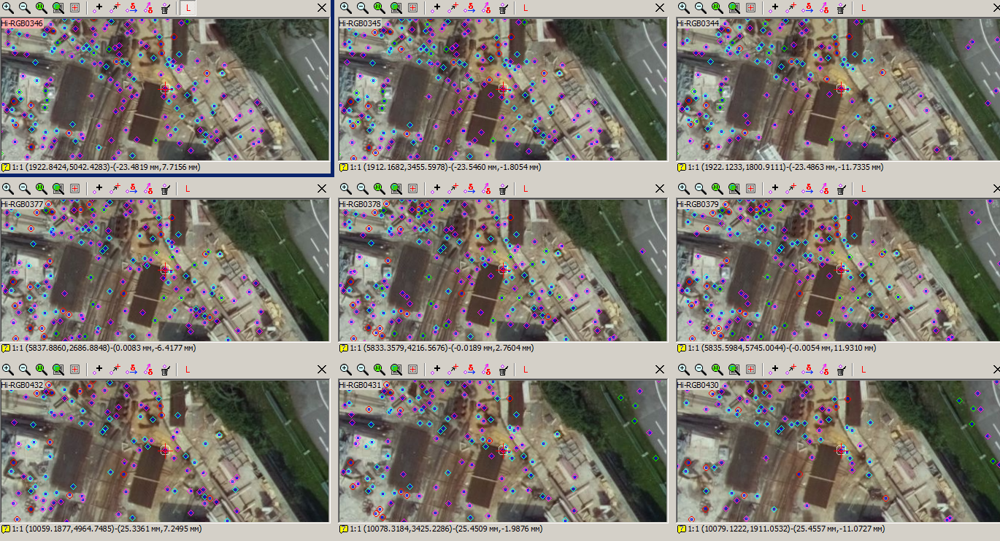 L
L
L
Hi-RGB0346
Hi-RGB0345
Hi-RGB0344
1:1 (1922.8424,5042.4283)-(-23.4819 мм,7.7156 мм)
1:1 (1912.1682,3455.5978)-(-23.5460 мм,-1.8054 мм)
1:1 (1922.1233,1800.9111)-(-23.4863 мм,-11.7335 мм)
L
L
L
Hi-RGB0377
Hi-RGB0378
Hi-RGB0379
1:1 (5837.8860,2686.8848)-(0.0083 мм,-6.4177 мм)
1:1 (5833.3579,4216.5676)-(-0.0189 мм,2.7604 мм)
1:1 (5835.5984,5745.0044)-(-0.0054 мм,11.9310 мм)
L
L
L
Hi-RGB0432
Hi-RGB0431
Hi-RGB0430
1:1 (10059.1877,4964.7485)-(25.3361 мм,7.2495 мм)
1:1 (10078.3184,3425.2286)-(25.4509 мм,-1.9876 мм)
1:1 (10079.1222,1911.0532)-(25.4557 мм,-11.0727 мм)